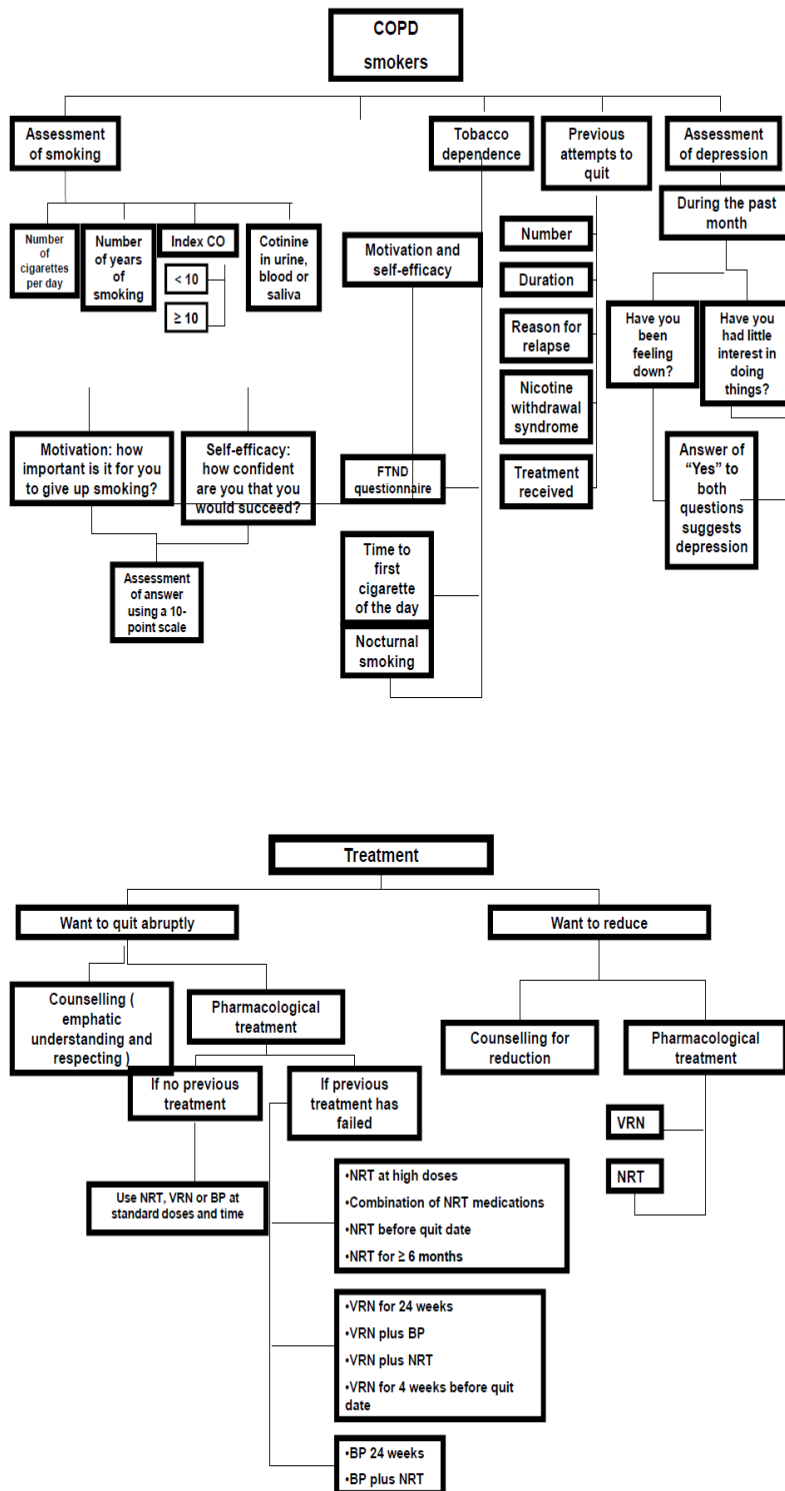 COPD
smokers
Assessment
of smoking
Tobacco
dependence
Previous
attempts to
quit
Assessment
of depression
During the past
month
Number
of
cigarettes
per day
Number
of years
of
smoking
Index CO
< 10
≥ 10
Cotinine
in urine,
blood or
saliva
Motivation and
self-efficacy
Number
Duration
Reason for
relapse
Nicotine
withdrawal
syndrome
Treatment
received
Have you
been
feeling
down?
Have you
had little
interest in
doing
things?
Motivation: how
important is it for you
to give up smoking?
Self-efficacy:
how confident
are you that you
would succeed?
FTND
questionnaire
Answer of
“Yes” to
both
questions
suggests
depression
Assessment
of answer
using a 10-
point scale
Time to
first
cigarette
of the day
Nocturnal
smoking
Treatment
Want to quit abruptly
Want to reduce
Counselling (
emphatic
understanding and
respecting )
Pharmacological
treatment
Counselling for
reduction
Pharmacological
treatment
If no previous
treatment
If previous
treatment has
failed
VRN
NRT
Use NRT, VRN or BP at
standard doses and time
•NRT at high doses
•Combination of NRT medications
•NRT before quit date
•NRT for ≥ 6 months
•VRN for 24 weeks
•VRN plus BP
•VRN plus NRT
•VRN for 4 weeks before quit
date
•BP 24 weeks
•BP plus NRT